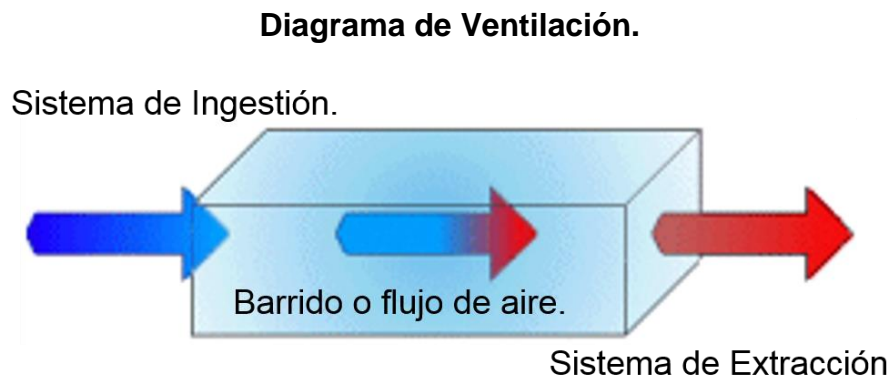 Diagrama de Ventilación.
Sistema de Ingestión.
Barrido o flujo de aire.
Sistema de Extracción